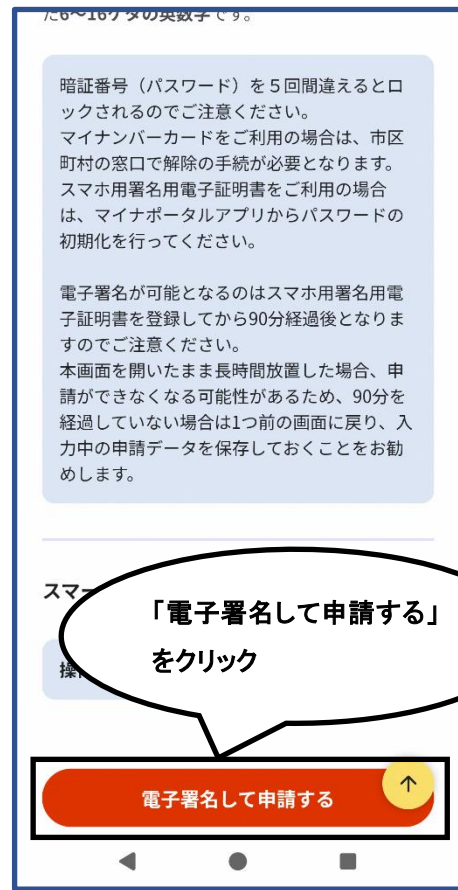 た6〜16ケタの英数字です。
暗証番号（パスワード）を５回間違えるとロ
ックされるのでご注意ください。
マイナンバーカードをご利用の場合は、市区
町村の窓口で解除の手続が必要となります。
スマホ用署名用電子証明書をご利用の場合
は、マイナポータルアプリからパスワードの
初期化を行ってください。
電子署名が可能となるのはスマホ用署名用電
子証明書を登録してから90分経過後となりま
すのでご注意ください。
本画面を開いたまま長時間放置した場合、申
請ができなくなる可能性があるため、90分を
経過していない場合は1つ前の画面に戻り、入
力中の申請データを保存しておくことをお勧
めします。
スマー
「電子署名して申請する」
をクリック
操
電子署名して申請する